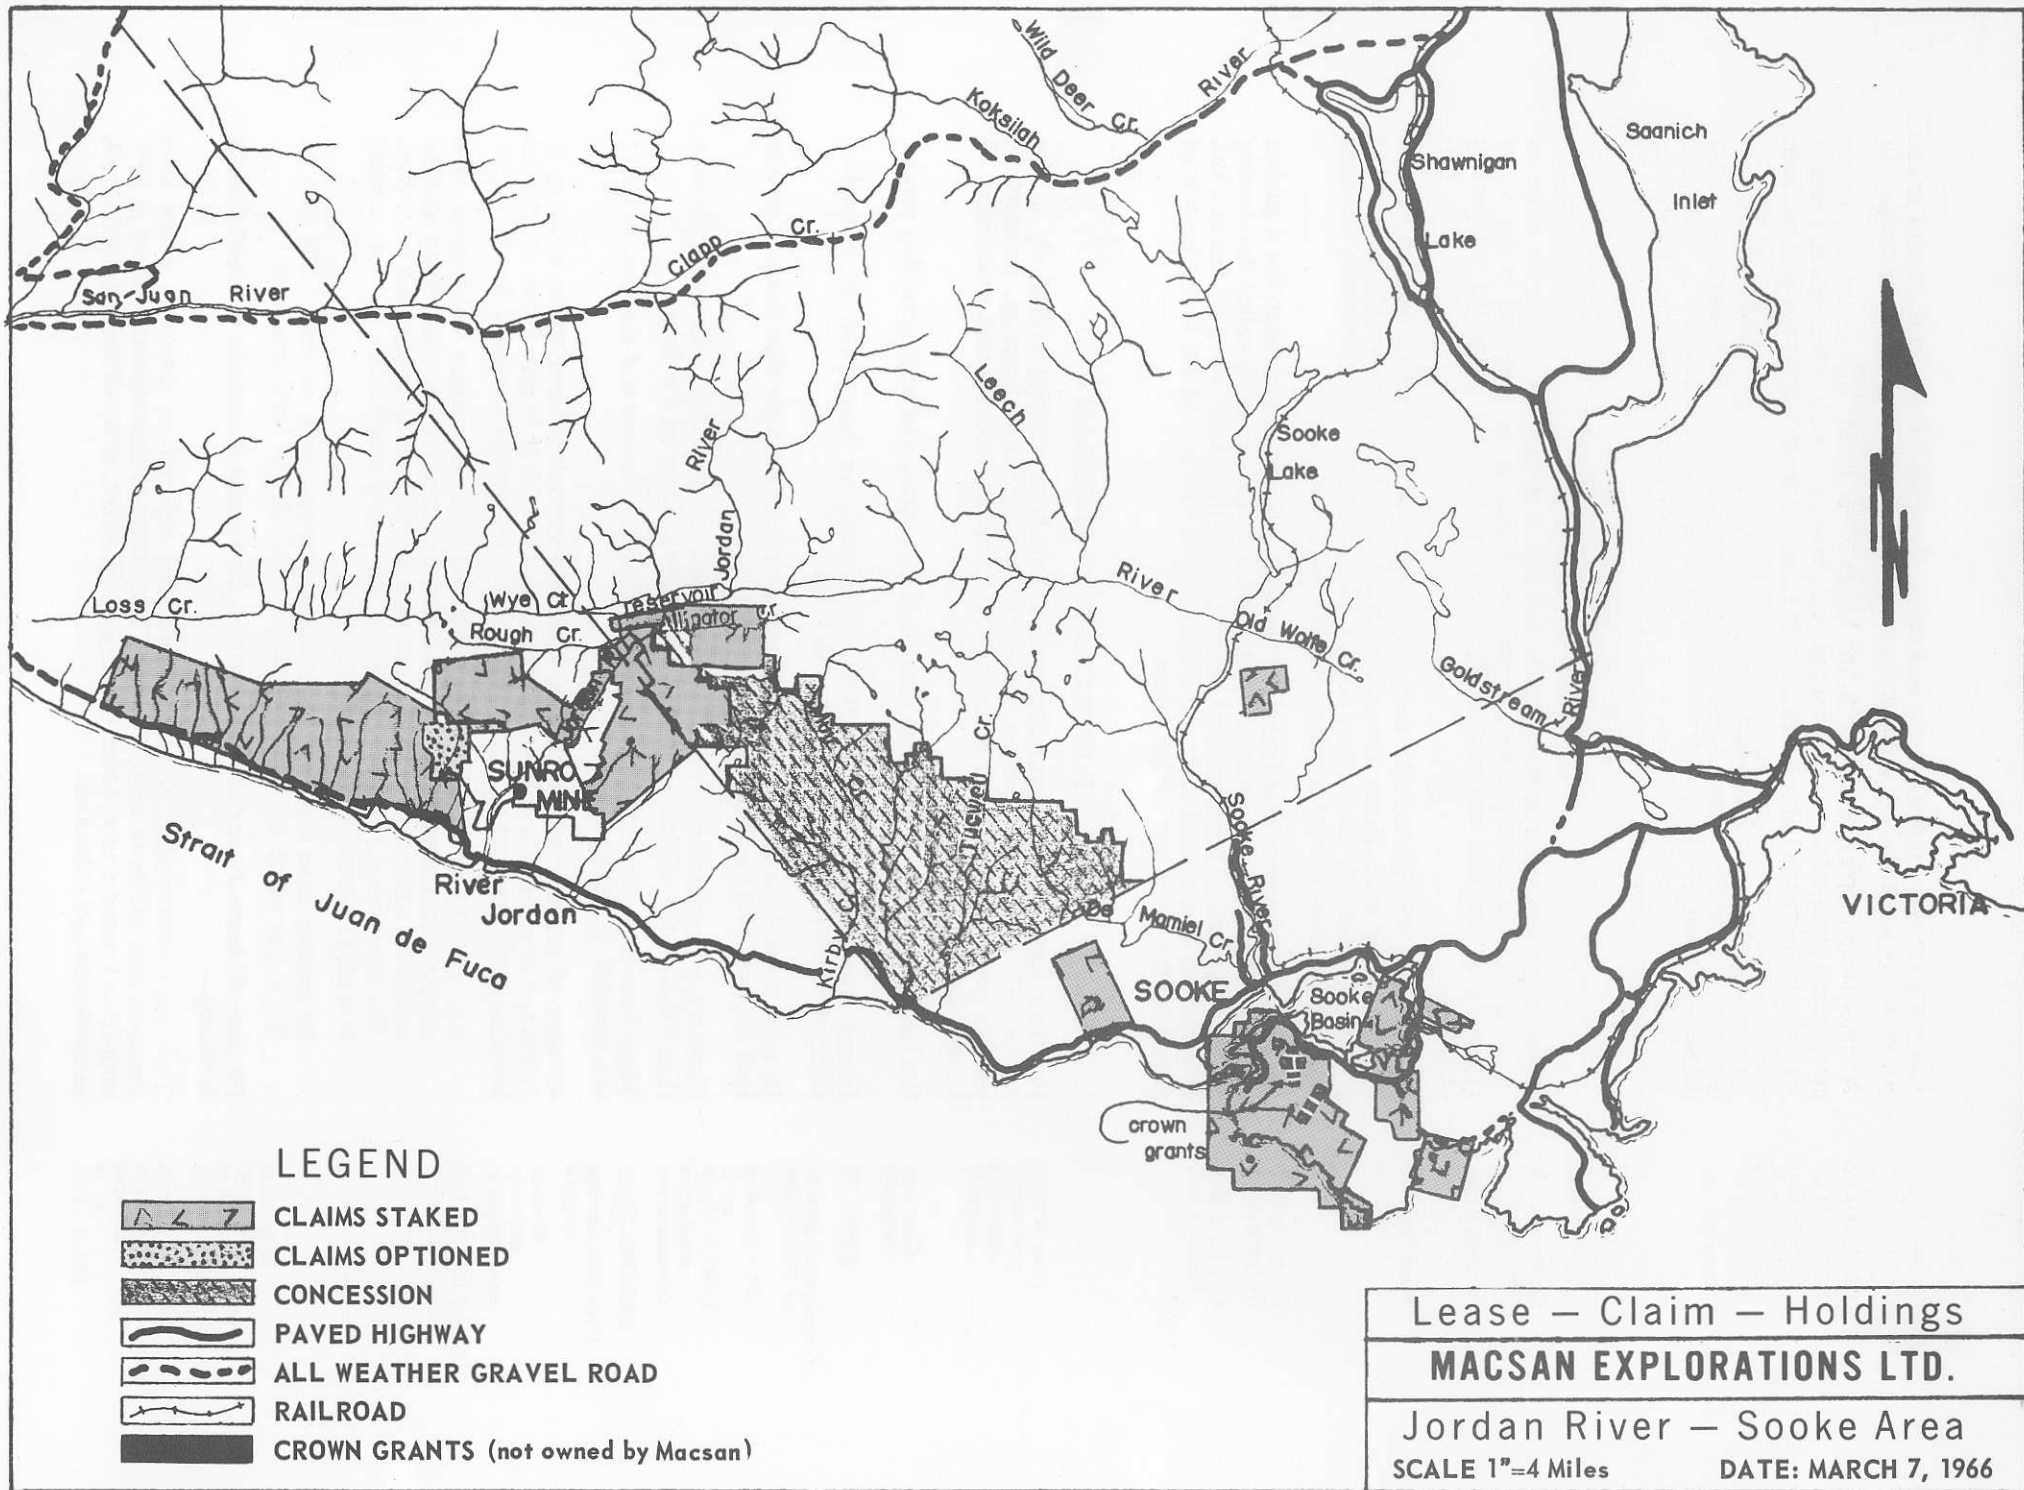 Wild Deer Cr.
Koksilah River
Saanich
Inlet
Shawnigan
Lake
Clapp Cr.
San Juan River
Leech
River
Sooke
Lake
River
Jordan
Loss Cr.
Wye Cr
reservoir
Alligator Cr
Rough Cr.
Old Wolfe Cr.
Goldstream
River
SUNRO
MINE
Tugwell
Cr.
Sooke River
Strait of Juan de Fuca
River
Jordan
Kirby Cr
De Mamiel Cr.
VICTORIA
SOOKE
Sooke
Basin
crown
grants
LEGEND
CLAIMS STAKED
CLAIMS OPTIONED
CONCESSION
PAVED HIGHWAY
ALL WEATHER GRAVEL ROAD
RAILROAD
CROWN GRANTS (not owned by Macsan)
N
Lease — Claim — Holdings
MACSAN EXPLORATIONS LTD.
Jordan River — Sooke Area
SCALE 1"=4 Miles DATE: MARCH 7, 1966